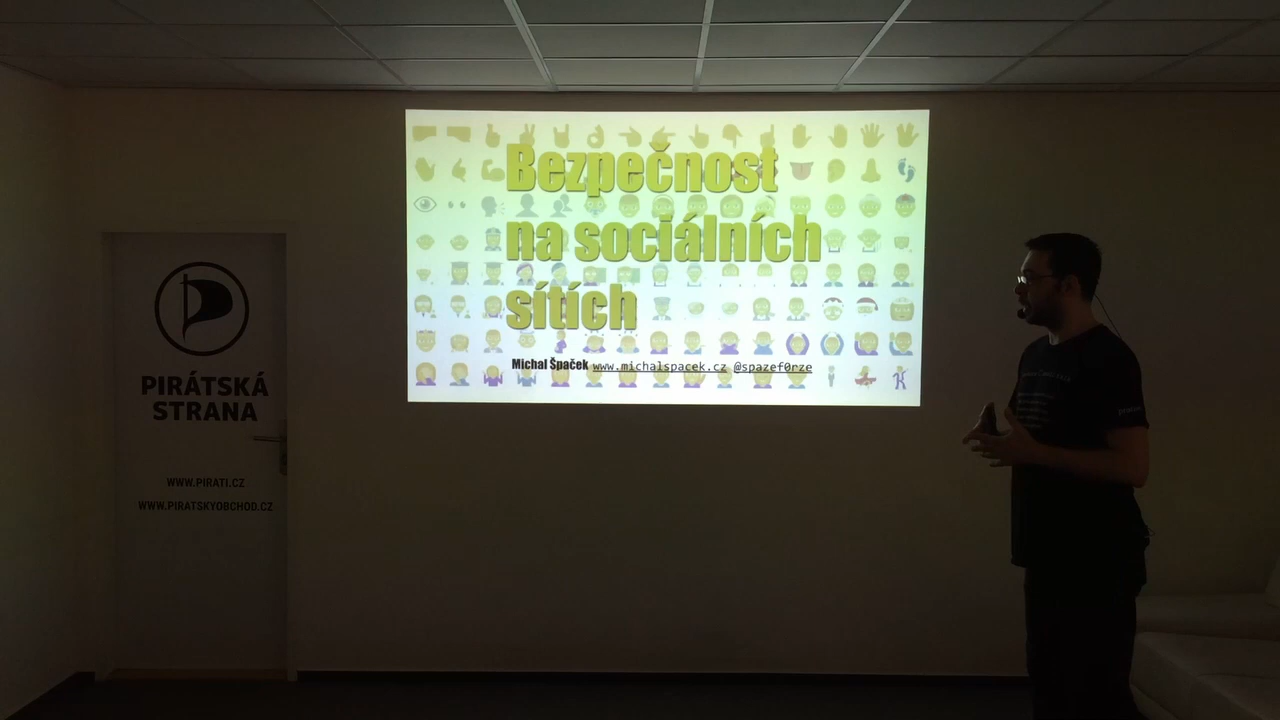 Bezpečnost
na sociálních
sítích
Michal Špaček www.michalspacek.cz @spazef0rze
PIRÁTSKÁ
STRANA
WWW.PIRATI.CZ
WWW.PIRATSKYOBCHOD.CZ